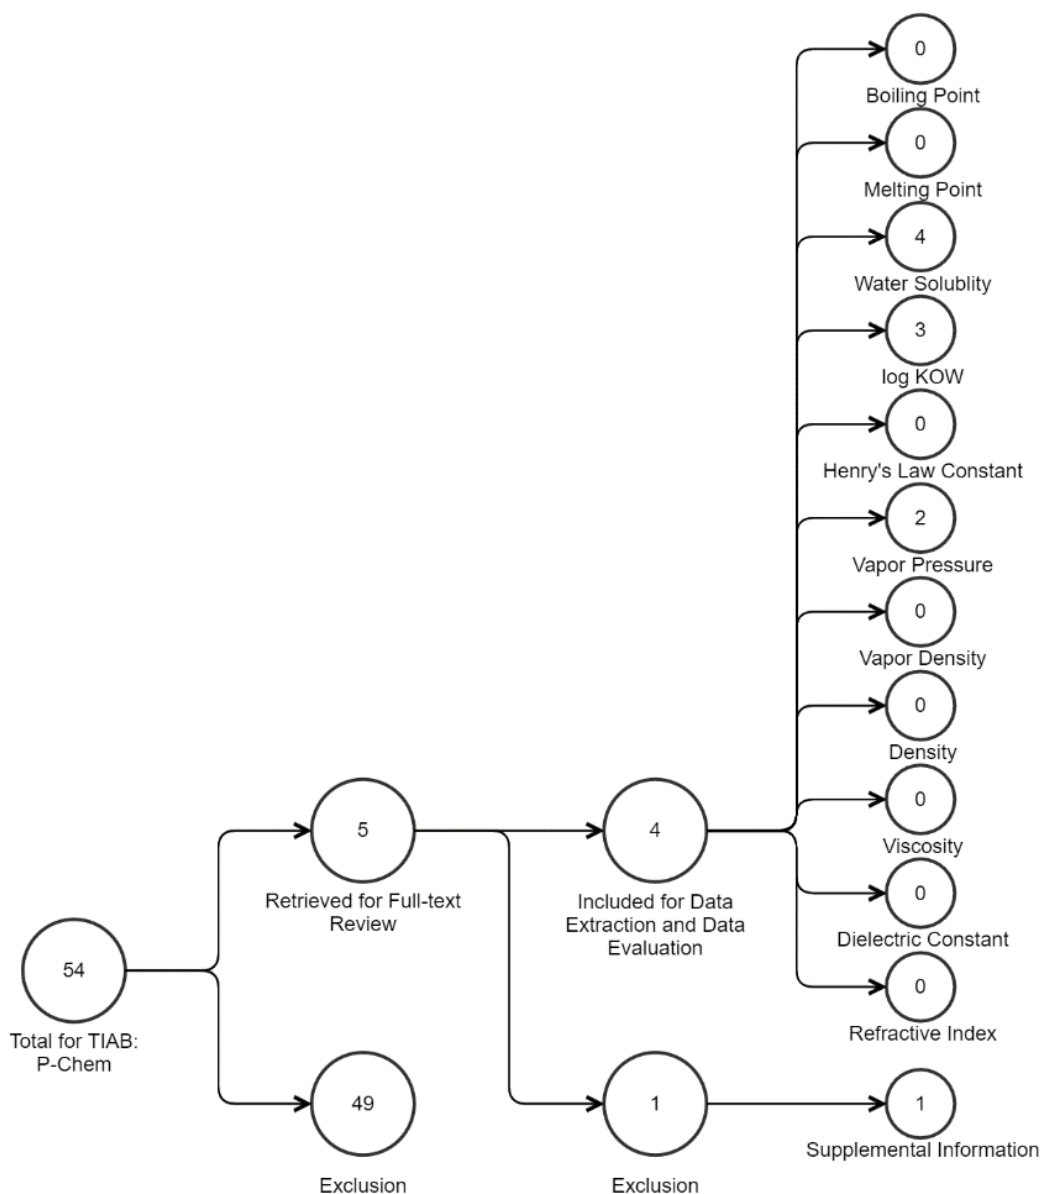 0
Boiling Point
0
Melting Point
4
Water Solublity
3
log KOW
0
Henry's Law Constant
2
Vapor Pressure
0
Vapor Density
0
Density
0
Viscosity
0
Dielectric Constant
0
Refractive Index
5
Retrieved for Full-text
Review
4
Included for Data
Extraction and Data
Evaluation
54
Total for TIAB:
P-Chem
49
Exclusion
1
Exclusion
1
Supplemental Information